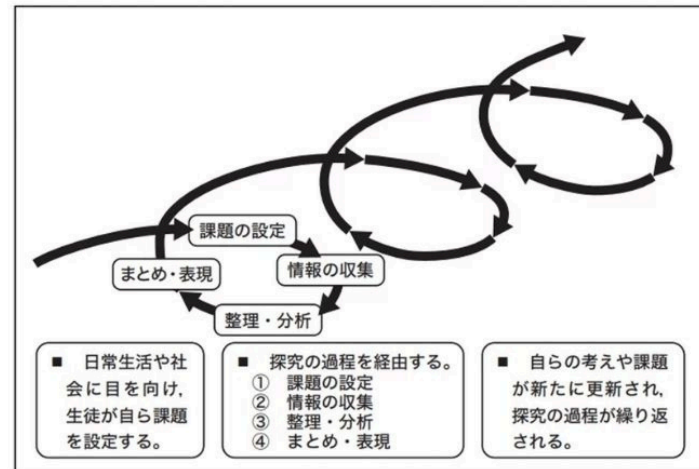 課題の設定
まとめ・表現
情報の収集
整理・分析
■ 日常生活や社
会に目を向け,
生徒が自ら課題
を設定する。
■ 探究の過程を経由する。
① 課題の設定
② 情報の収集
③ 整理・分析
④ まとめ・表現
■ 自らの考えや課題
が新たに更新され,
探究の過程が繰り返
される。